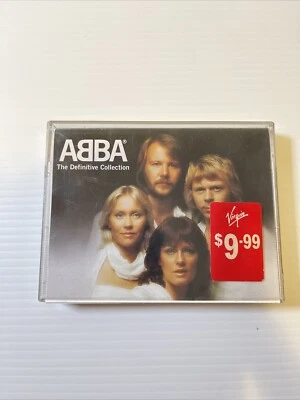 ABBA®
The Definitive Collection
Virgin
$9-99